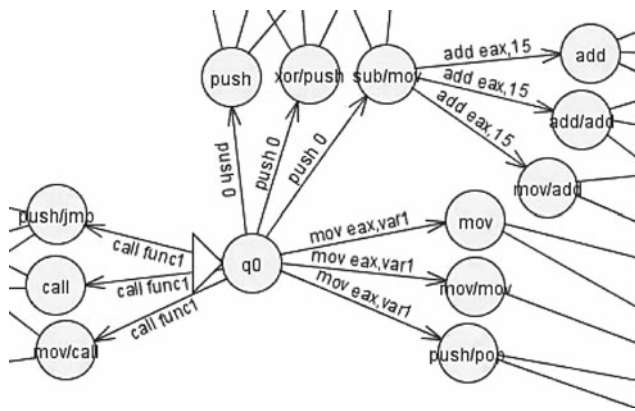 push
xor/push
sub/mov
add eax,15
add
add eax,15
add/add
add eax,15
mov/add
push 0
push 0
push 0
push/jmp
call func1
call
call func1
mov/call
call func1
q0
mov eax,var1
mov
mov eax,var1
mov/mov
mov eax,var1
push/pop